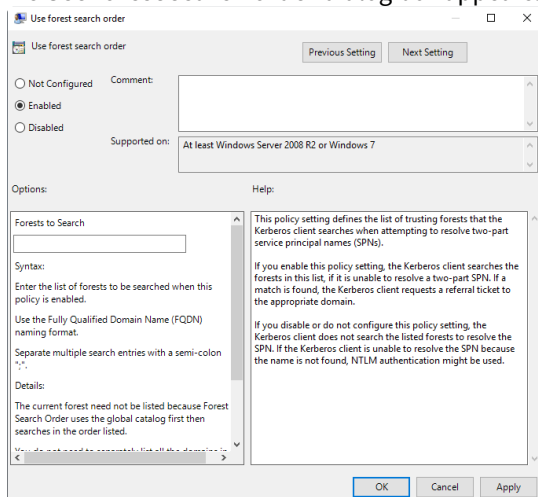 Use forest search order
Use forest search order
Previous Setting
Next Setting
Not Configured
Enabled
Disabled
Comment:
Supported on:
At least Windows Server 2008 R2 or Windows 7
Options:
Help:
Forests to Search
Syntax:
Enter the list of forests to be searched when this
policy is enabled.
Use the Fully Qualified Domain Name (FQDN)
naming format.
Separate multiple search entries with a semi-colon
";".
Details:
The current forest need not be listed because Forest
Search Order uses the global catalog first then
searches in the order listed.
This policy setting defines the list of trusting forests that the
Kerberos client searches when attempting to resolve two-part
service principal names (SPNs).
If you enable this policy setting, the Kerberos client searches the
forests in this list, if it is unable to resolve a two-part SPN. If a
match is found, the Kerberos client requests a referral ticket to
the appropriate domain.
If you disable or do not configure this policy setting, the
Kerberos client does not search the listed forests to resolve the
SPN. If the Kerberos client is unable to resolve the SPN because
the name is not found, NTLM authentication might be used.
OK
Cancel
Apply